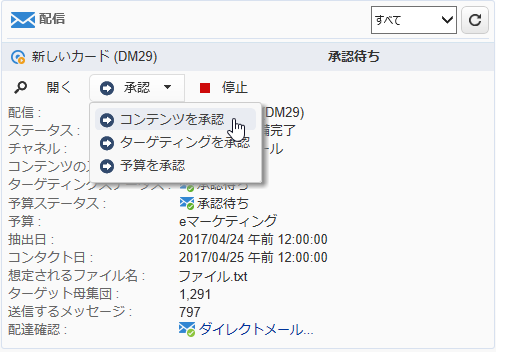 配信
すべて
新しいカード (DM29) 承認待ち
開く 承認 停止
コンテンツを承認
ターゲティングを承認
予算を承認
配信 : DM29)
ステータス : 完了
チャネル : ール
コンテンツの
ターゲティングステータス : 承認待ち
予算ステータス : 承認待ち
予算 : eマーケティング
抽出日 : 2017/04/24 午前 12:00:00
コンタクト日 : 2017/04/25 午前 12:00:00
想定されるファイル名 : ファイル.txt
ターゲット母集団 : 1,291
送信するメッセージ : 797
配達確認 : ダイレクトメール...